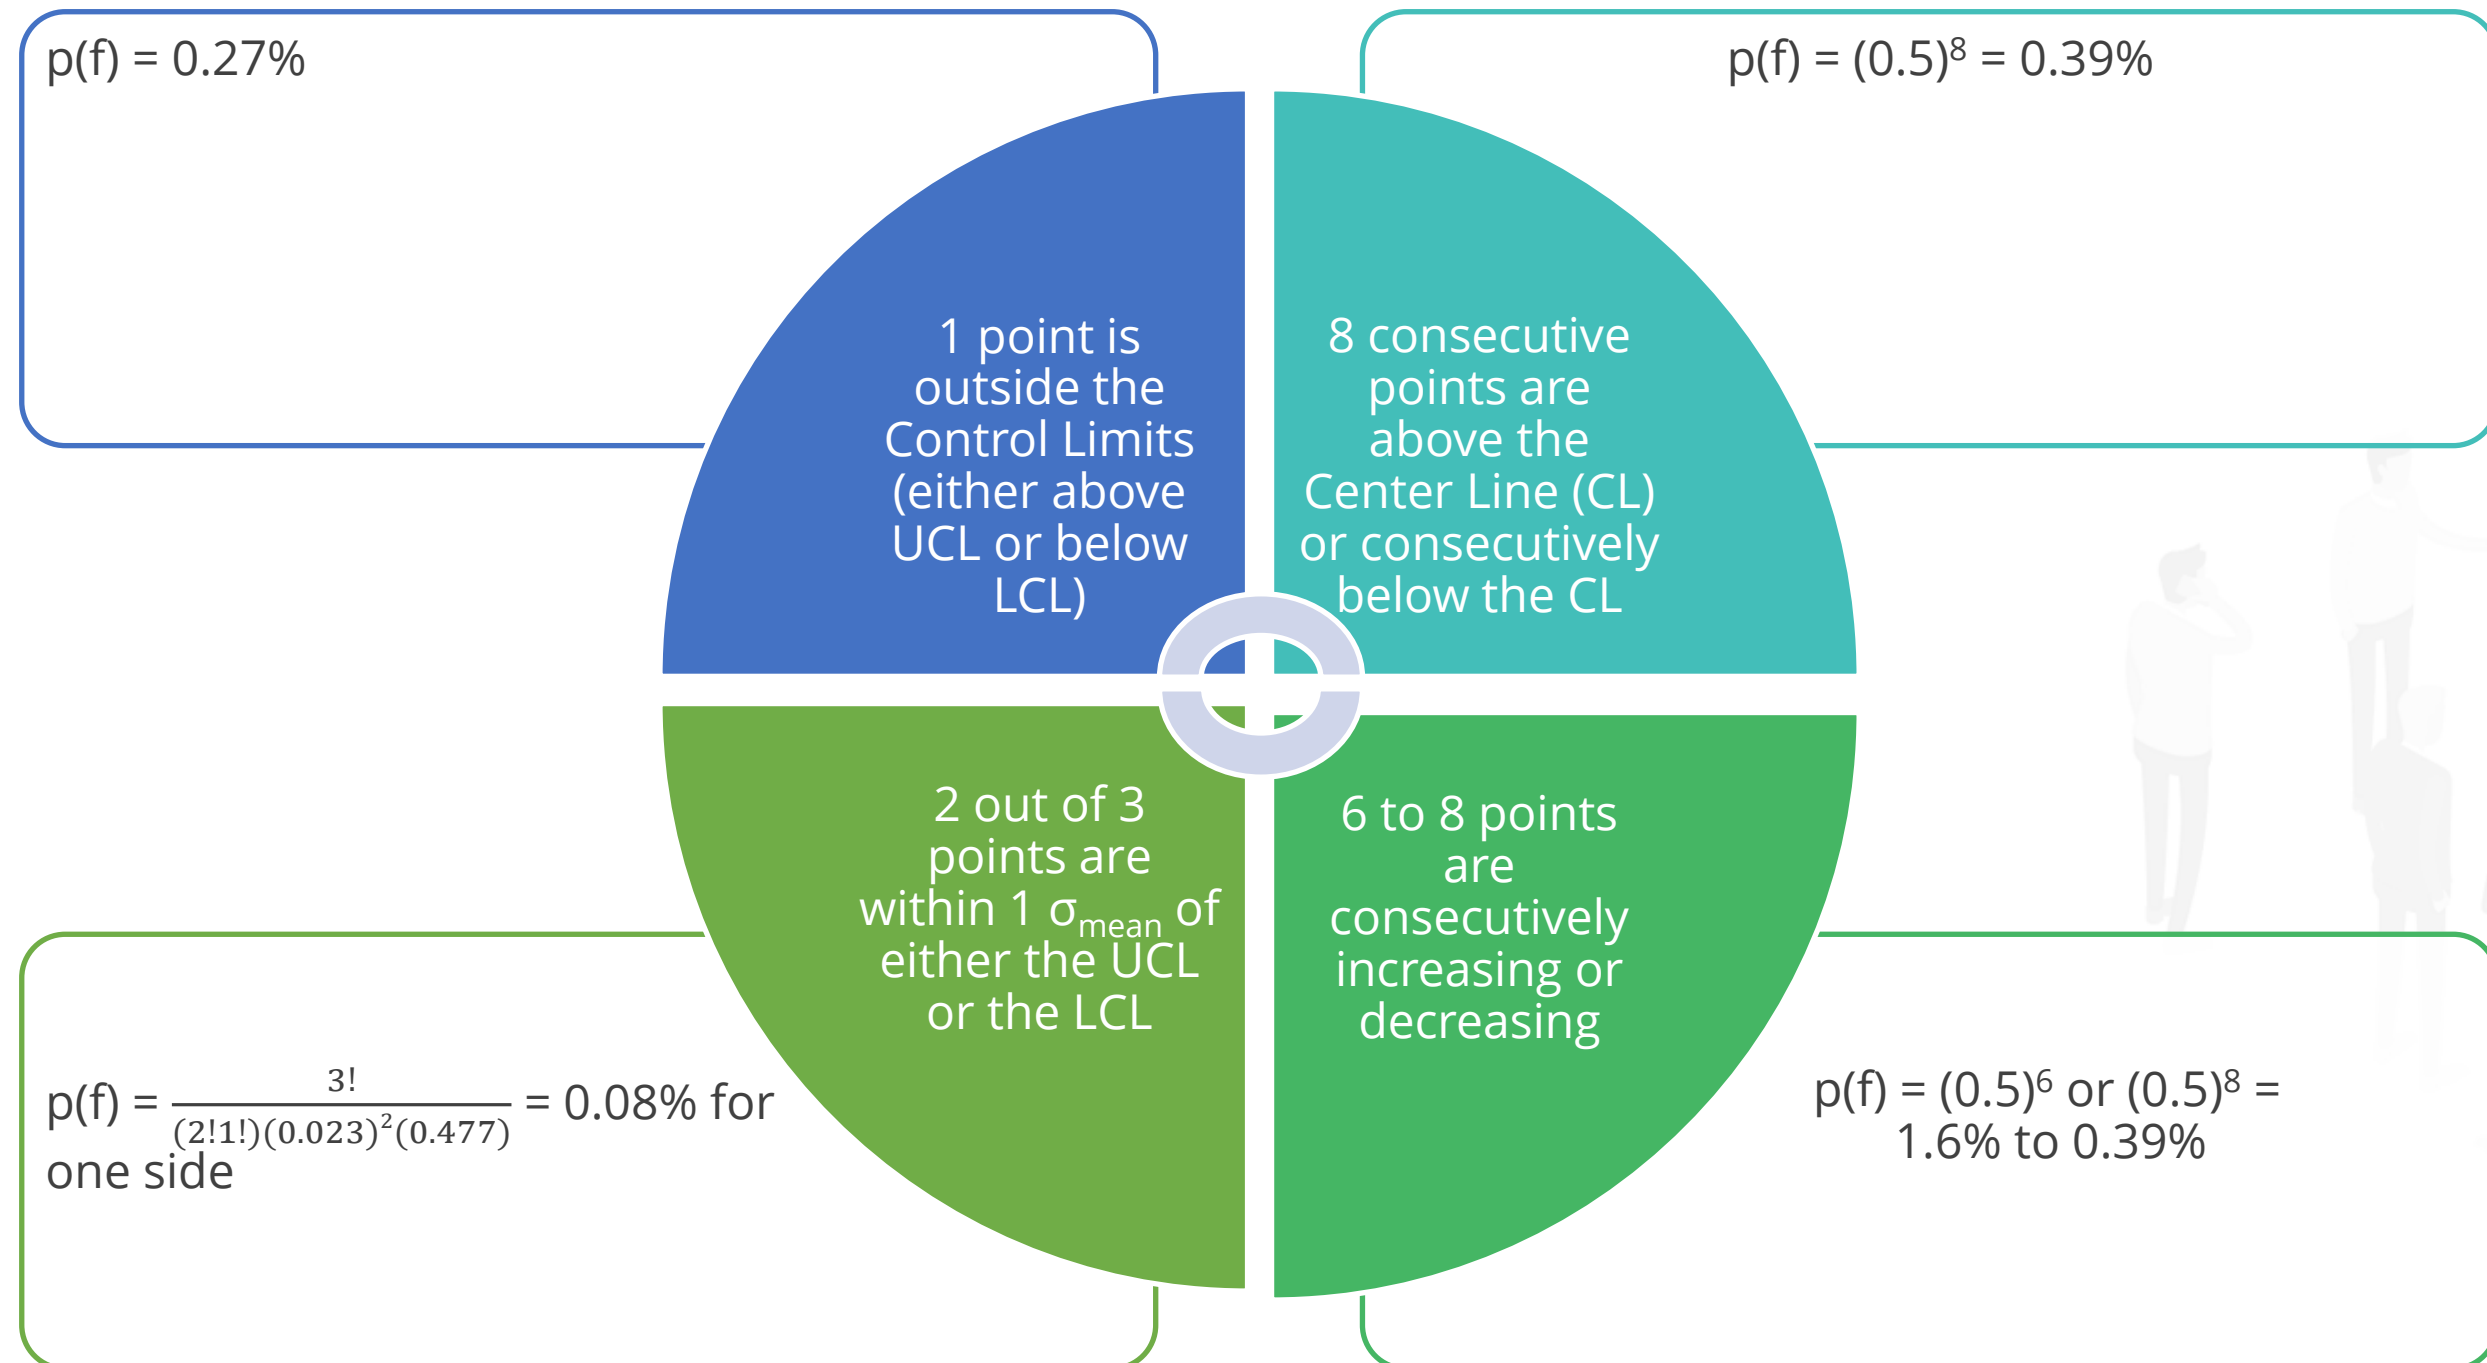 p(f) = 0.27%
p(f) = (0.5)⁸ = 0.39%
1 point is
outside the
Control Limits
(either above
UCL or below
LCL)
8 consecutive
points are
above the
Center Line (CL)
or consecutively
below the CL
2 out of 3
points are
within 1 σmean of
either the UCL
or the LCL
6 to 8 points
are
consecutively
increasing or
decreasing
p(f) = 3! / (2!1!)(0.023)²(0.477) = 0.08% for
one side
p(f) = (0.5)⁶ or (0.5)⁸ =
1.6% to 0.39%